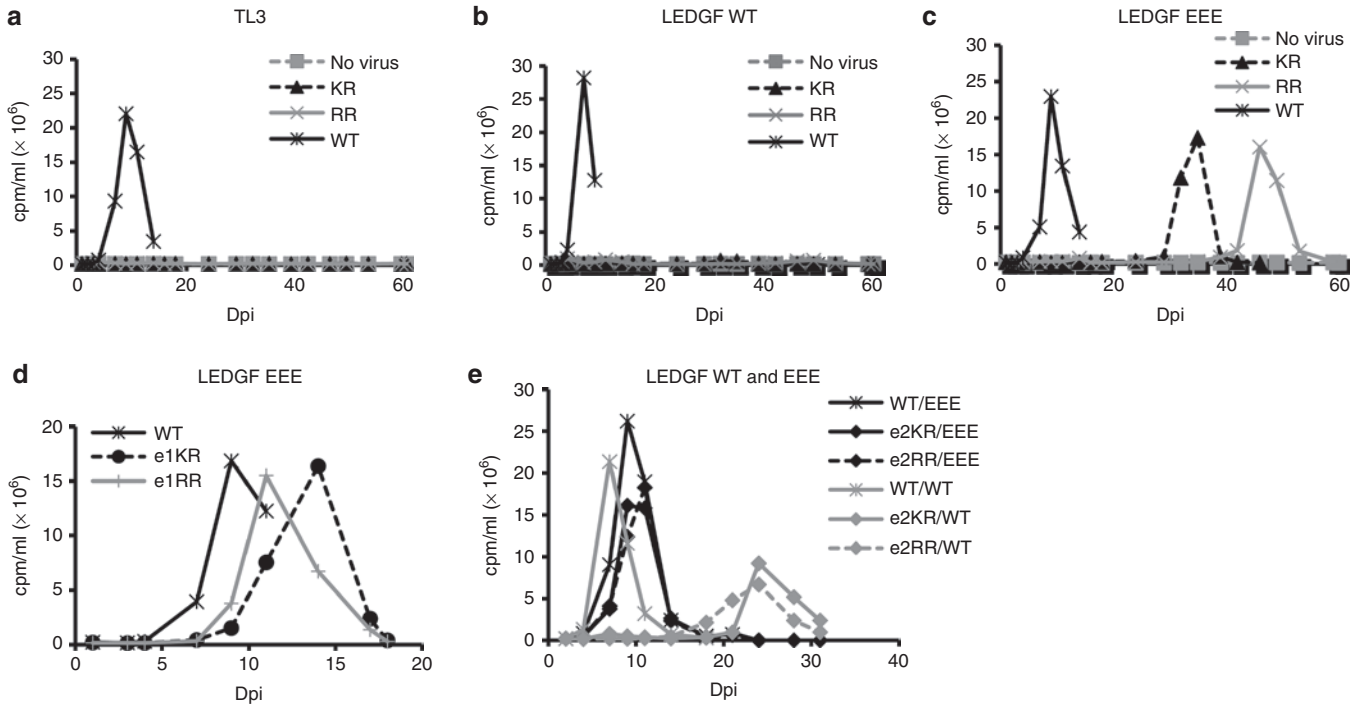 a
TL3
cpm/ml (× 10⁶)
30
25
20
15
10
5
0
0
20
40
60
Dpi
No virus
KR
RR
WT
b
LEDGF WT
cpm/ml (× 10⁶)
30
25
20
15
10
5
0
0
20
40
60
Dpi
No virus
KR
RR
WT
c
LEDGF EEE
cpm/ml (× 10⁶)
30
25
20
15
10
5
0
0
20
40
60
Dpi
No virus
KR
RR
WT
d
LEDGF EEE
cpm/ml (× 10⁶)
20
15
10
5
0
0
5
10
15
20
Dpi
WT
e1KR
e1RR
e
LEDGF WT and EEE
cpm/ml (× 10⁶)
30
25
20
15
10
5
0
0
10
20
30
40
Dpi
WT/EEE
e2KR/EEE
e2RR/EEE
WT/WT
e2KR/WT
e2RR/WT